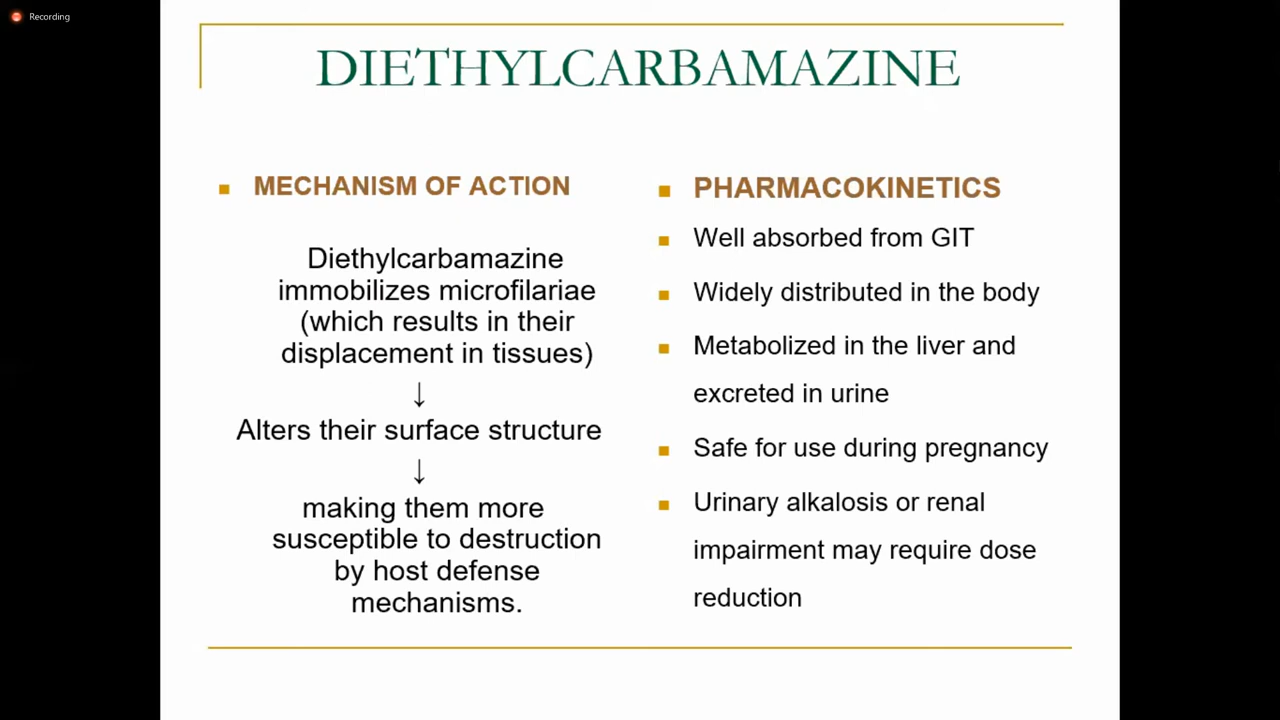 Recording
DIETHYLCARBAMAZINE
MECHANISM OF ACTION
Diethylcarbamazine
immobilizes microfilariae
(which results in their
displacement in tissues)
↓
Alters their surface structure
↓
making them more
susceptible to destruction
by host defense
mechanisms.
PHARMACOKINETICS
Well absorbed from GIT
Widely distributed in the body
Metabolized in the liver and
excreted in urine
Safe for use during pregnancy
Urinary alkalosis or renal
impairment may require dose
reduction